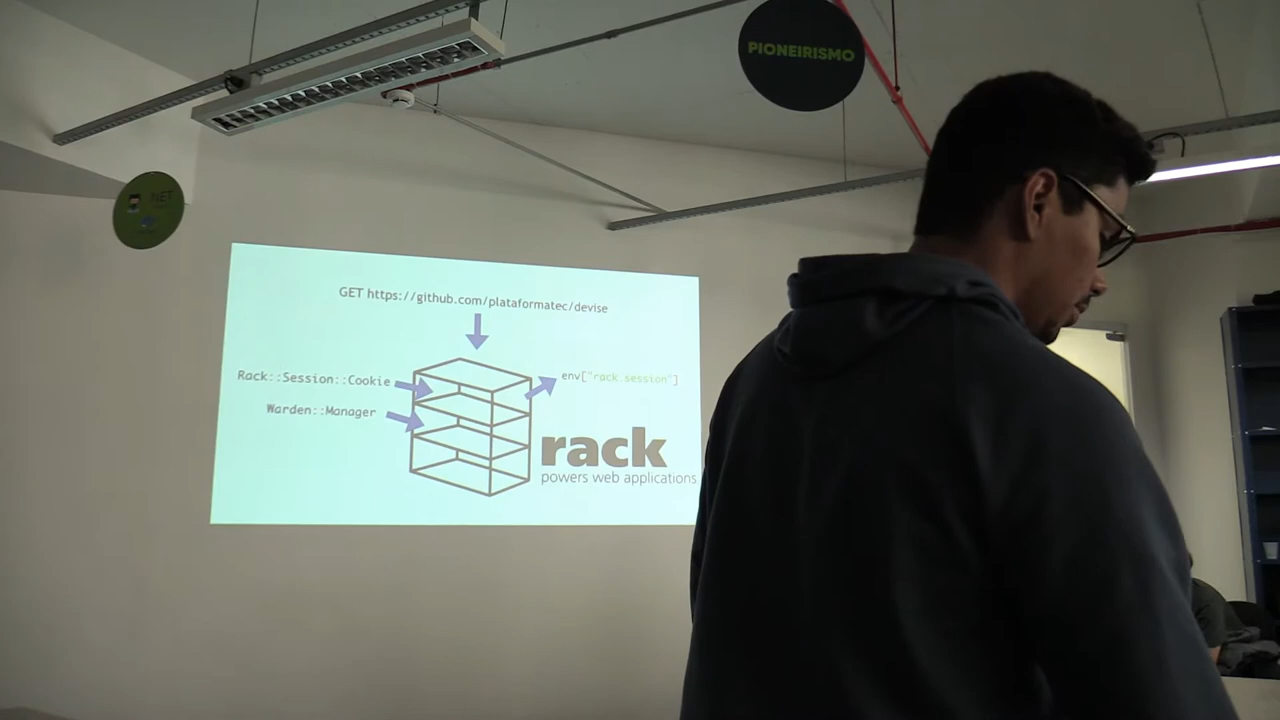 PIONEIRISMO
.NET
GET https://github.com/plataformatec/devise
Rack::Session::Cookie
env["rack.session"]
Warden::Manager
rack
powers web applications